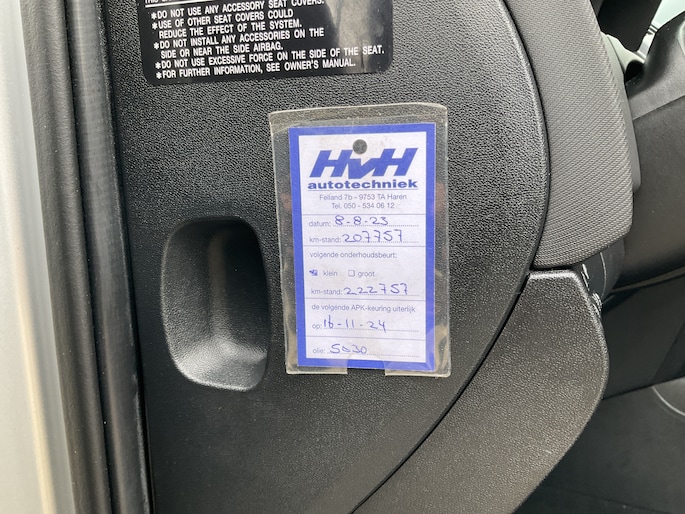 *DO NOT USE ANY ACCESSORY SEAT COVERS.
*USE OF OTHER SEAT COVERS COULD
REDUCE THE EFFECT OF THE SYSTEM.
*DO NOT INSTALL ANY ACCESSORIES ON THE
SIDE OR NEAR THE SIDE AIRBAG.
*DO NOT USE EXCESSIVE FORCE ON THE SIDE OF THE SEAT.
*FOR FURTHER INFORMATION, SEE OWNER'S MANUAL.
HvH
autotechniek
Felland 7b - 9753 TA Haren
Tel. 050 - 534 06 12
datum: 8-8-23
km-stand: 207757
volgende onderhoudsbeurt:
klein groot
km-stand: 222757
de volgende APK-keuring uiterlijk
op: 16-11-24
olie: 5w30